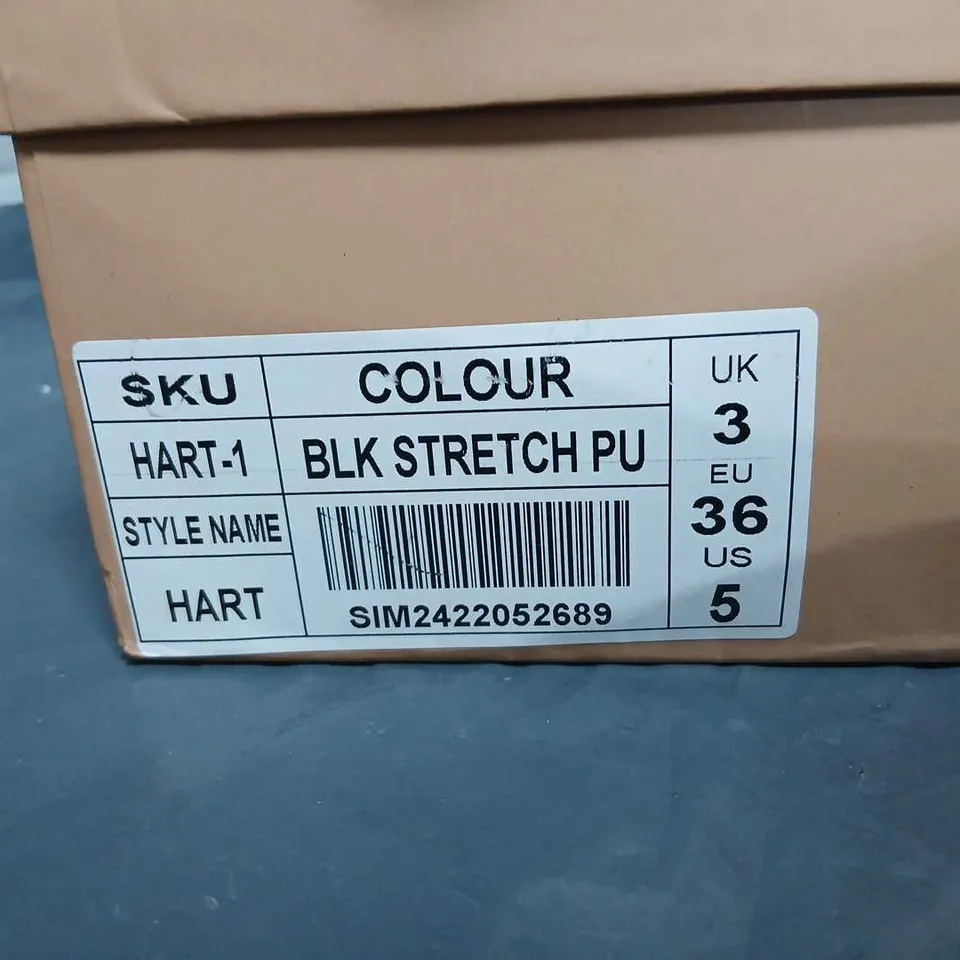 SKU
COLOUR
HART-1
BLK STRETCH PU
STYLE NAME
HART
SIM2422052689
UK
3
EU
36
US
5